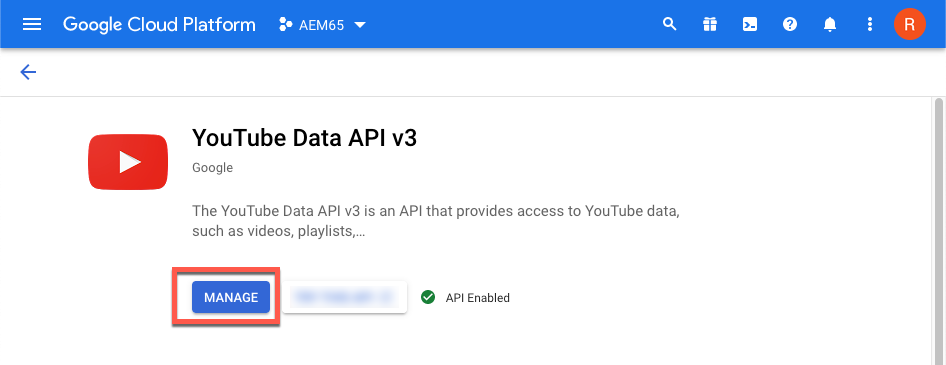 Google Cloud Platform
AEM65
R
YouTube Data API v3
Google
The YouTube Data API v3 is an API that provides access to YouTube data,
such as videos, playlists,...
MANAGE
API Enabled